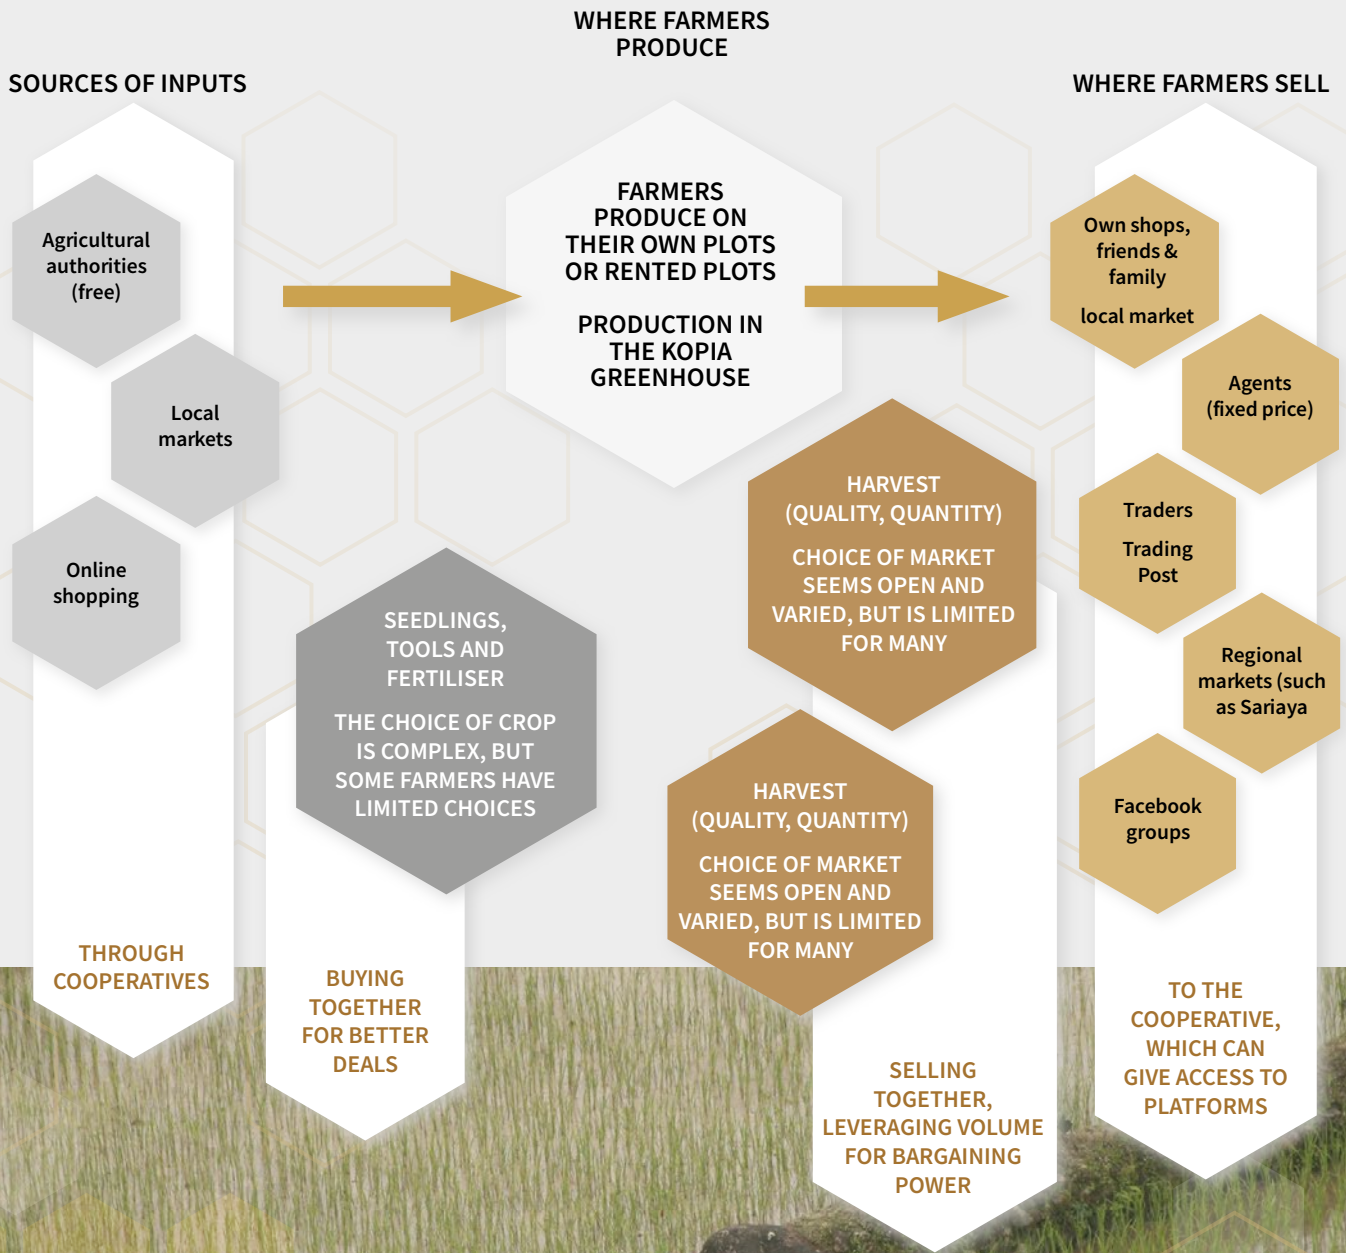 WHERE FARMERS
PRODUCE
SOURCES OF INPUTS
WHERE FARMERS SELL
Agricultural
authorities
(free)
Local
markets
Online
shopping
THROUGH
COOPERATIVES
SEEDLINGS,
TOOLS AND
FERTILISER
THE CHOICE OF CROP
IS COMPLEX, BUT
SOME FARMERS HAVE
LIMITED CHOICES
BUYING
TOGETHER
FOR BETTER
DEALS
FARMERS
PRODUCE ON
THEIR OWN PLOTS
OR RENTED PLOTS
PRODUCTION IN
THE KOPIA
GREENHOUSE
HARVEST
(QUALITY, QUANTITY)
CHOICE OF MARKET
SEEMS OPEN AND
VARIED, BUT IS LIMITED
FOR MANY
HARVEST
(QUALITY, QUANTITY)
CHOICE OF MARKET
SEEMS OPEN AND
VARIED, BUT IS LIMITED
FOR MANY
SELLING
TOGETHER,
LEVERAGING VOLUME
FOR BARGAINING
POWER
Own shops,
friends &
family
local market
Agents
(fixed price)
Traders
Trading
Post
Regional
markets (such
as Sariaya
Facebook
groups
TO THE
COOPERATIVE,
WHICH CAN
GIVE ACCESS TO
PLATFORMS